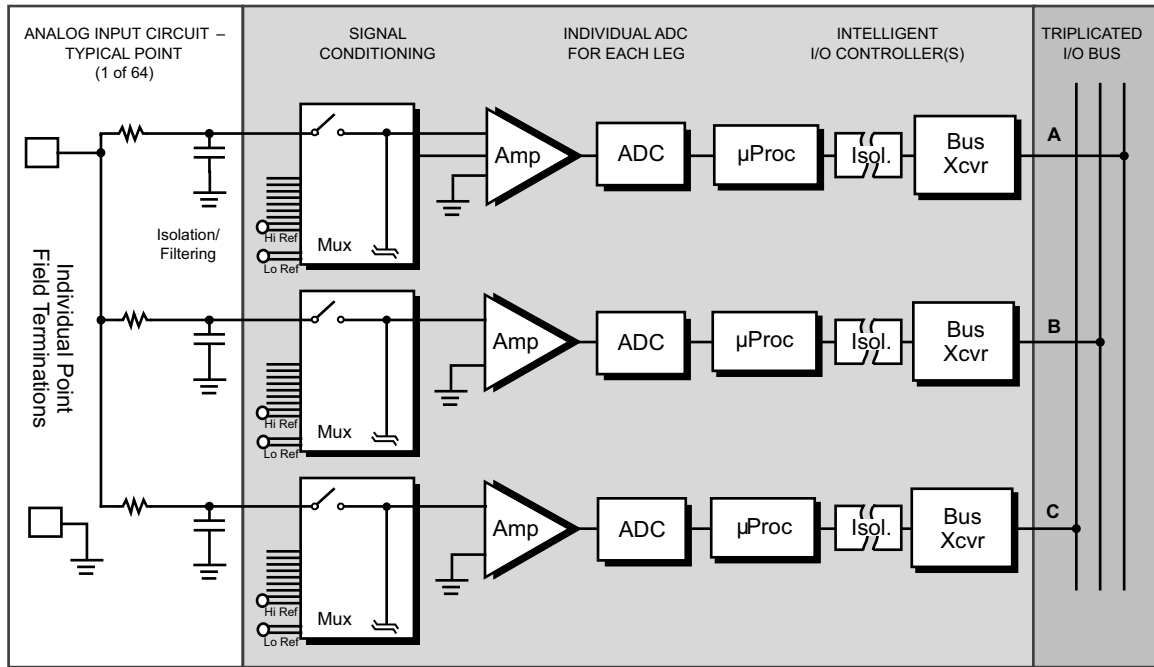 ANALOG INPUT CIRCUIT –
TYPICAL POINT
(1 of 64)
SIGNAL
CONDITIONING
INDIVIDUAL ADC
FOR EACH LEG
INTELLIGENT
I/O CONTROLLER(S)
TRIPLICATED
I/O BUS
Individual Point
Field Terminations
Isolation/
Filtering
Hi Ref
Lo Ref
Mux
Amp
ADC
µProc
Isol.
Bus
Xcvr
A
Hi Ref
Lo Ref
Mux
Amp
ADC
µProc
Isol.
Bus
Xcvr
B
Hi Ref
Lo Ref
Mux
Amp
ADC
µProc
Isol.
Bus
Xcvr
C